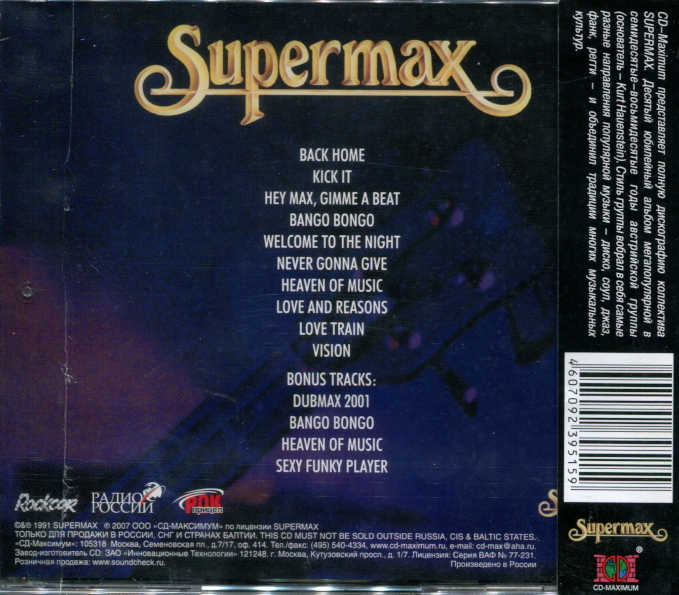 Supermax
BACK HOME
KICK IT
HEY MAX, GIMME A BEAT
BANGO BONGO
WELCOME TO THE NIGHT
NEVER GONNA GIVE
HEAVEN OF MUSIC
LOVE AND REASONS
LOVE TRAIN
VISION
BONUS TRACKS:
DUBMAX 2001
BANGO BONGO
HEAVEN OF MUSIC
SEXY FUNKY PLAYER
Rocktor
РАДИО
РОССИИ
РОК
прицеп
©&℗ 1991 SUPERMAX ℗ 2007 ООО «СД-МАКСИМУМ» по лицензии SUPERMAX
ТОЛЬКО ДЛЯ ПРОДАЖИ В РОССИИ, СНГ И СТРАНАХ БАЛТИИ. THIS CD MUST NOT BE SOLD OUTSIDE RUSSIA, CIS & BALTIC STATES.
«СД-Максимум»: 105318 Москва, Семеновская пл., д.7/17, оф. 414. Тел./факс: (495) 540-4334, www.cd-maximum.ru, e-mail: cd-max@aha.ru.
Завод-изготовитель CD: ЗАО «Инновационные Технологии» 121248, г. Москва, Кутузовский просп., д. 1/7. Лицензия: Серия ВАФ № 77-231.
Розничная продажа: www.soundcheck.ru. Произведено в России
CD-Maximum представляет полную дискографию коллектива
SUPERMAX. Десятый юбилейный альбом мегапопулярной в
семидесятые-восьмидесятые годы австрийской группы
(основатель – Kurt Hauenstein). Стиль группы вобрал в себя самые
разные направления популярной музыки – диско, соул, джаз,
фанк, регги – и объединил традиции многих музыкальных
культур.
4607092395159
Supermax
®
CD-MAXIMUM